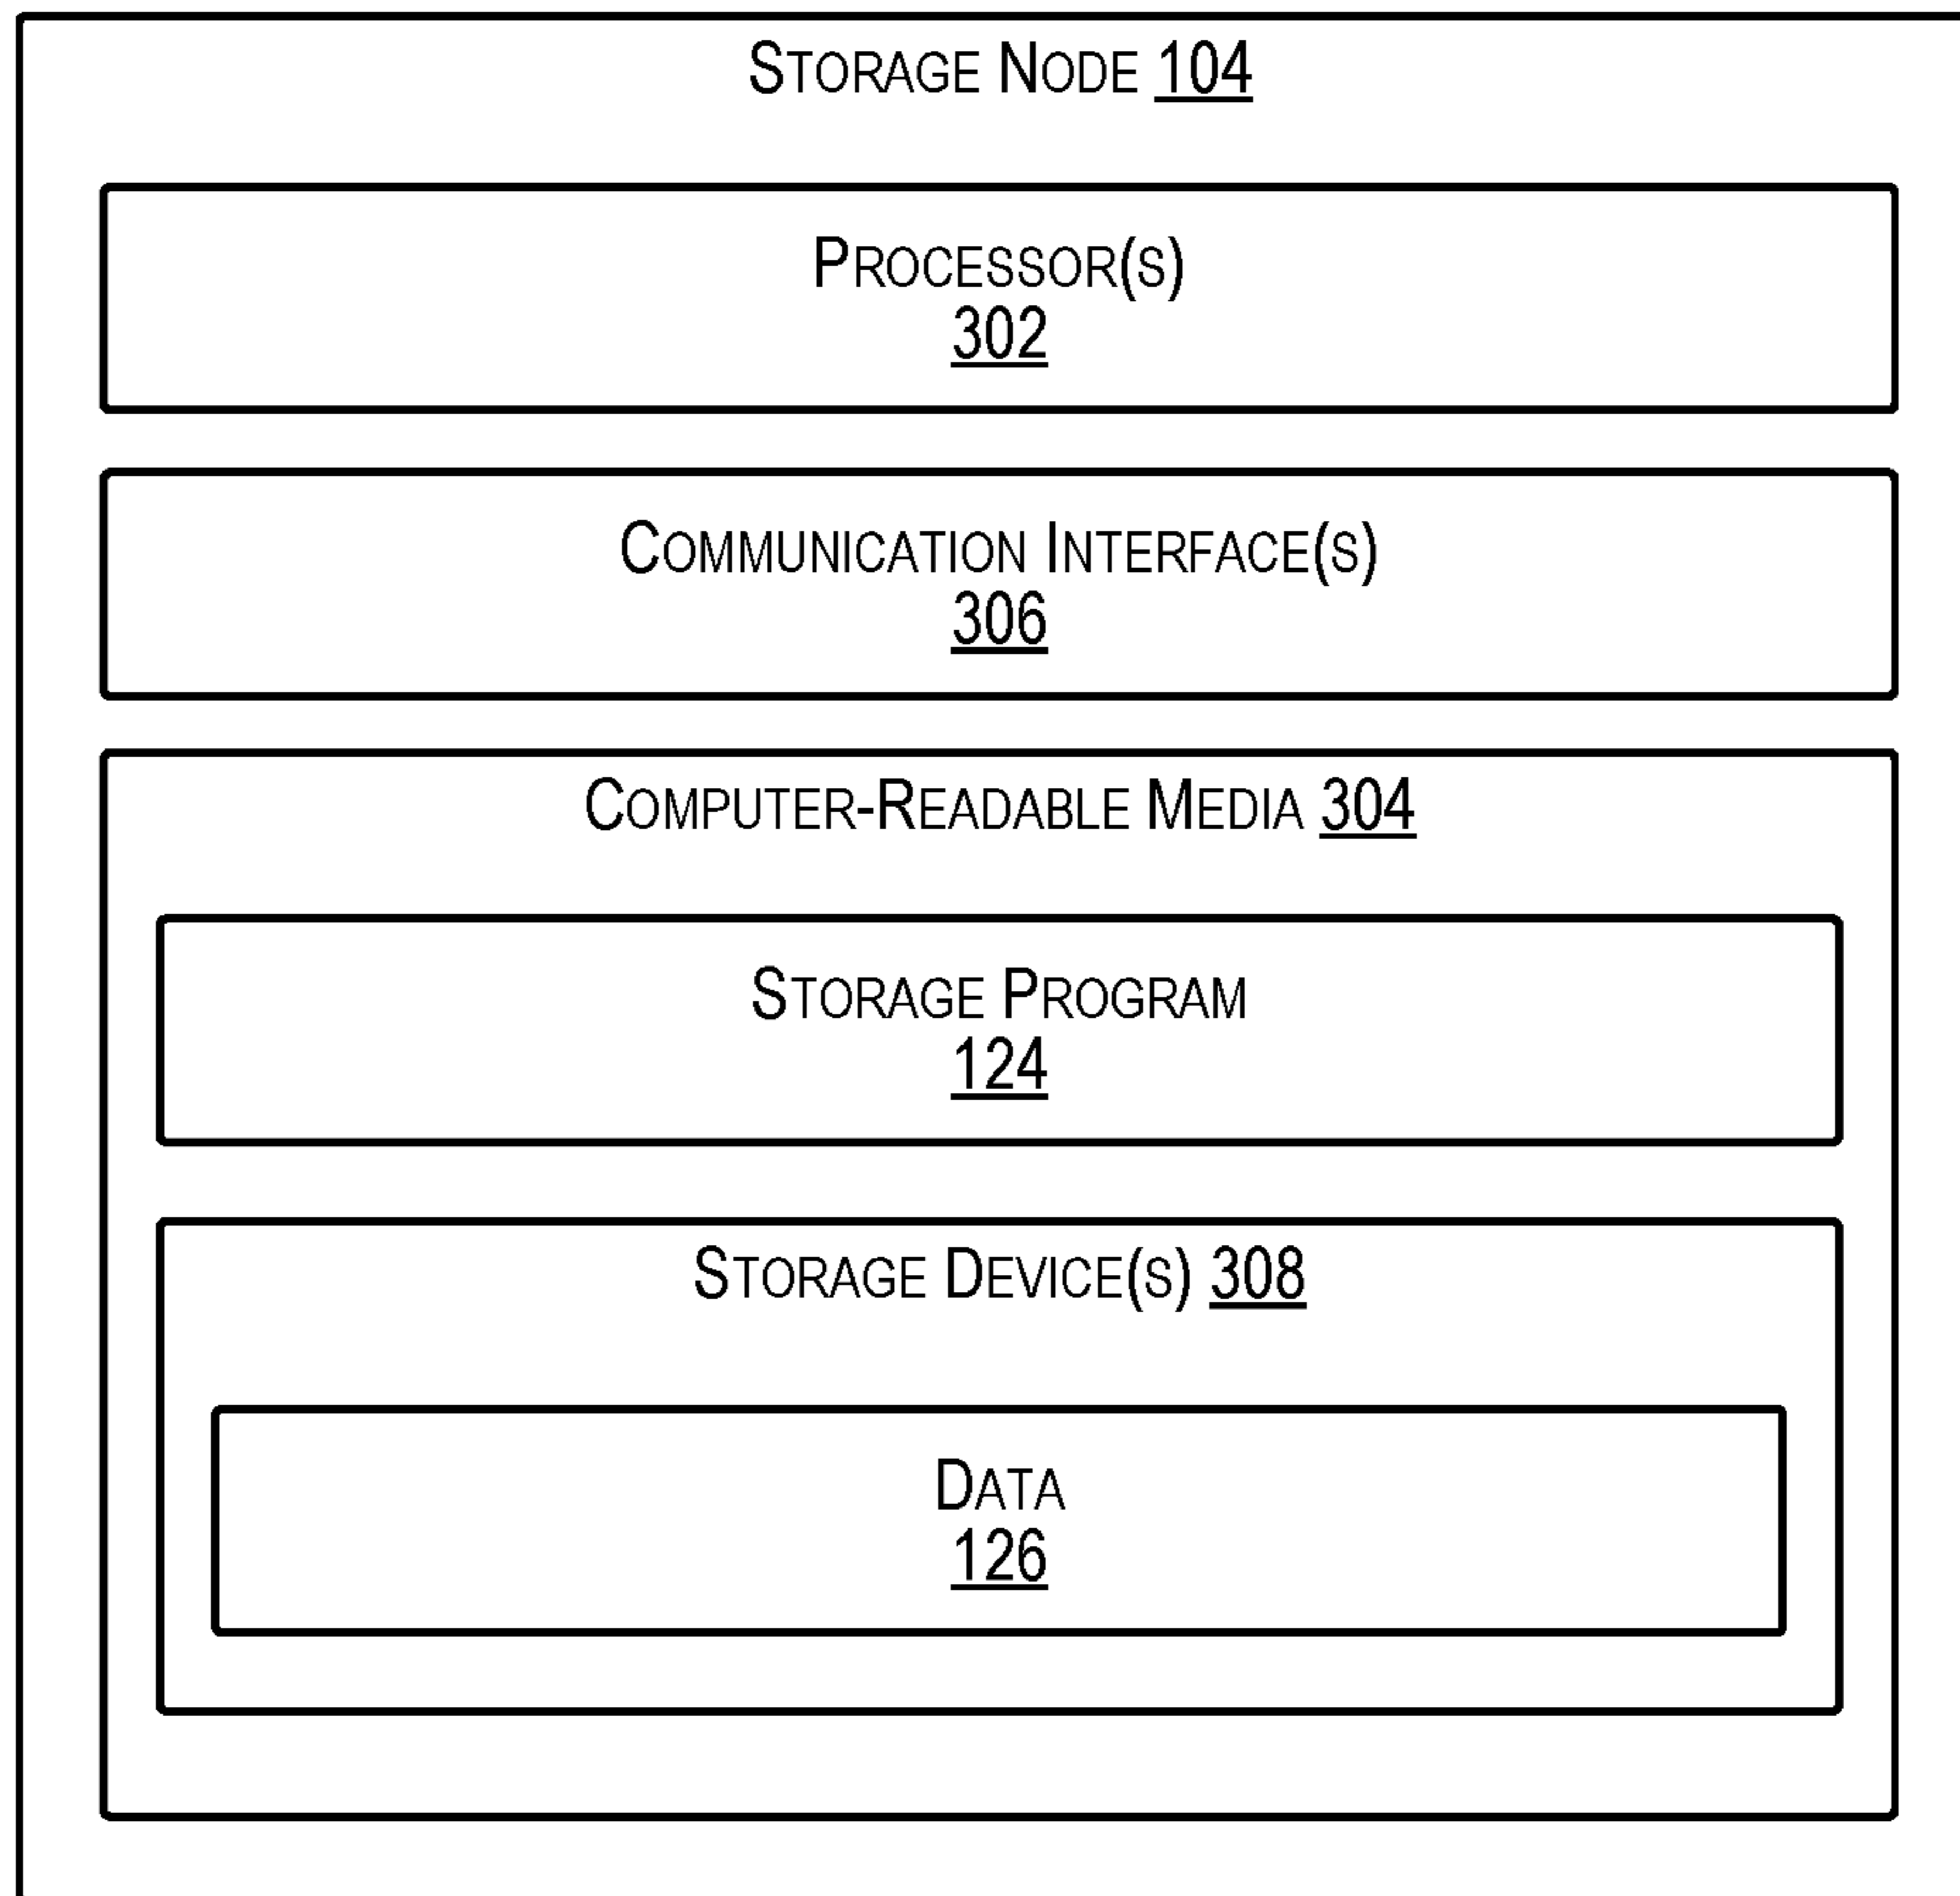 Storage Node 104
Processor(s)
302
Communication Interface(s)
306
Computer-Readable Media 304
Storage Program
124
Storage Device(s) 308
Data
126